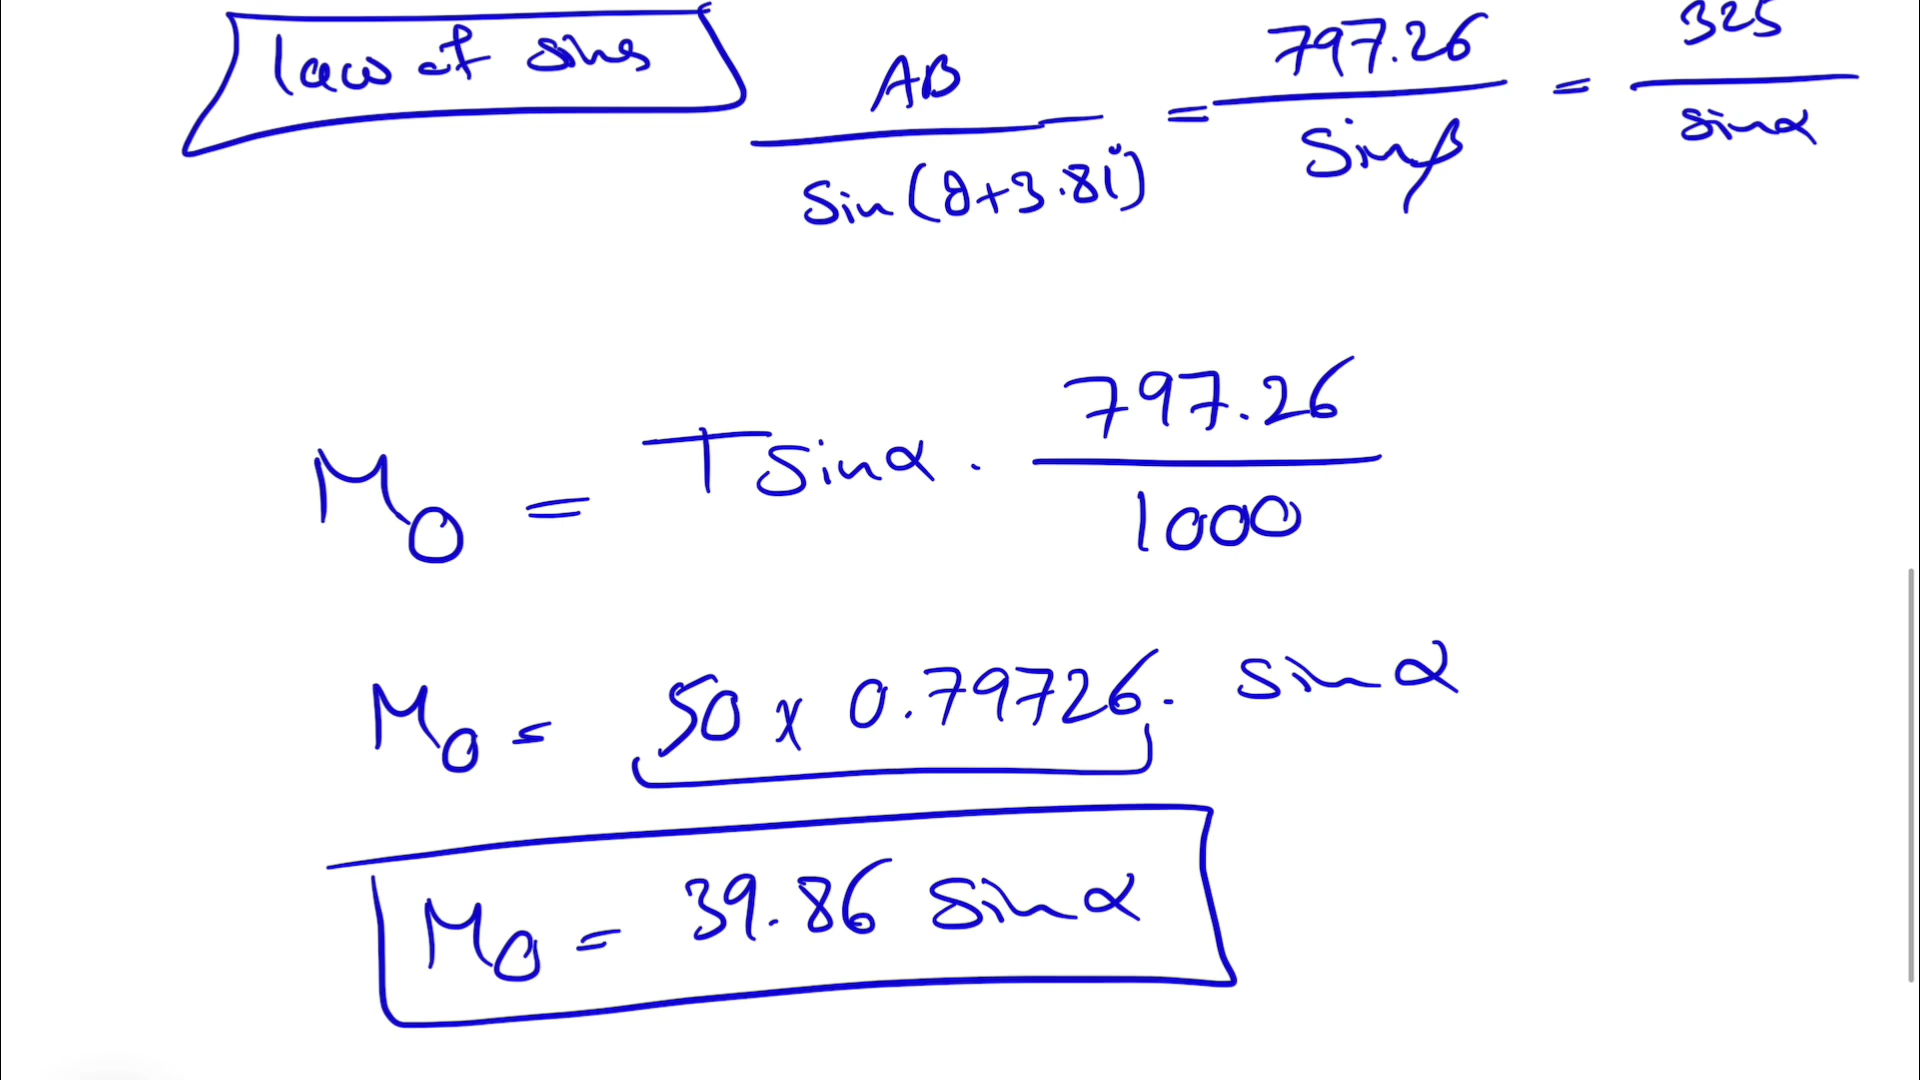 law of sines
AB / sin(θ+3.81°) = 797.26 / sinβ = 325 / sinα
M_O = T sinα . 797.26 / 1000
M_O = 50 x 0.79726 . sinα
M_O = 39.86 sinα